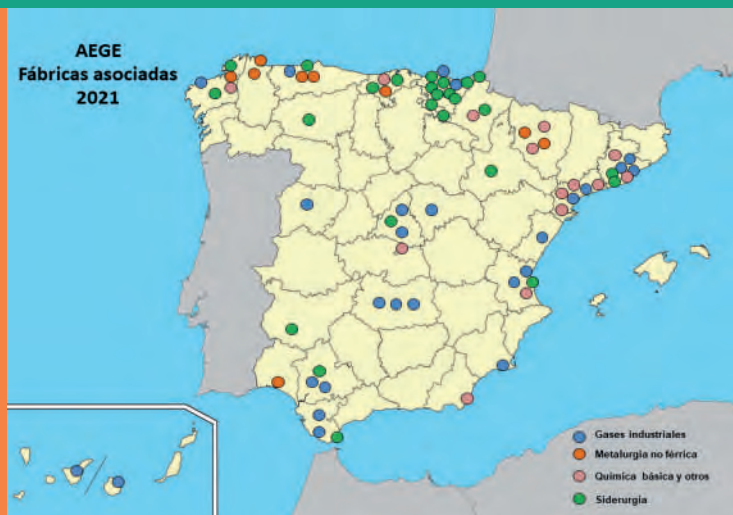 AEGE
Fábricas asociadas
2021
Gases industriales
Metalurgia no férrica
Química básica y otros
Siderurgia